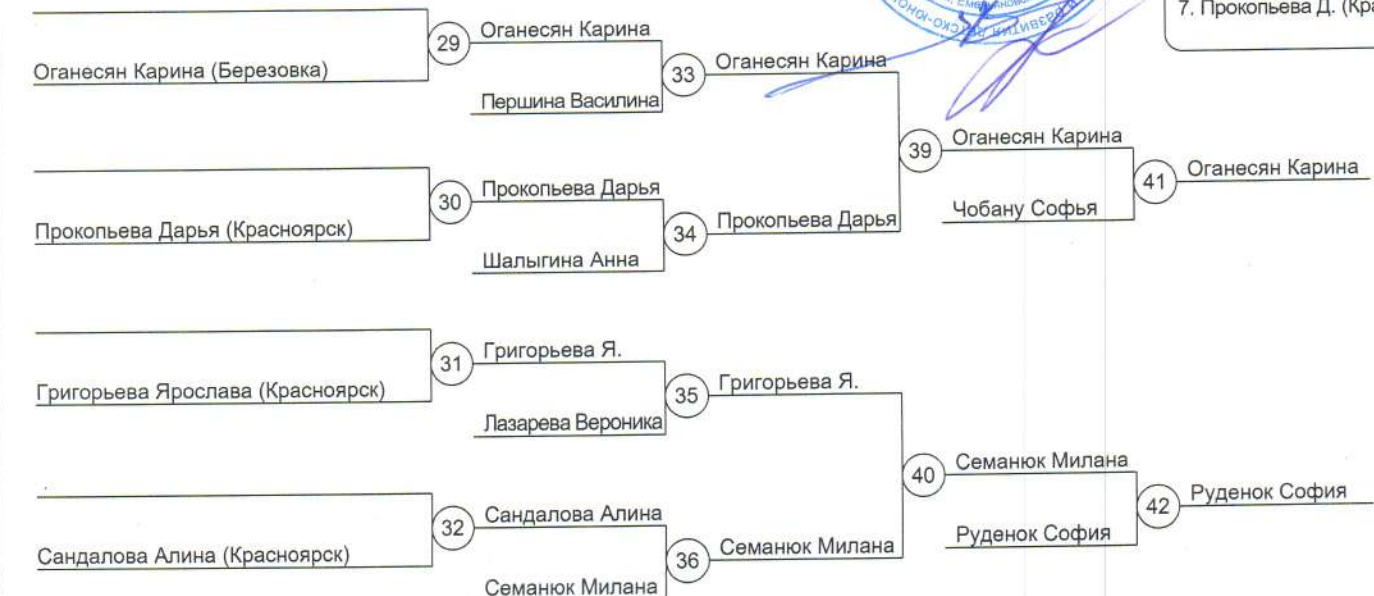 7. Прокопьева Д. (Кра
29 Оганесян Карина
Оганесян Карина (Березовка)
33 Оганесян Карина
Першина Василина
39 Оганесян Карина
41 Оганесян Карина
30 Прокопьева Дарья
Чобану Софья
Прокопьева Дарья (Красноярск)
34 Прокопьева Дарья
Шалыгина Анна
31 Григорьева Я.
Григорьева Ярослава (Красноярск)
35 Григорьева Я.
Лазарева Вероника
40 Семанюк Милана
42 Руденок София
32 Сандалова Алина
Руденок София
Сандалова Алина (Красноярск)
36 Семанюк Милана
Семанюк Милана